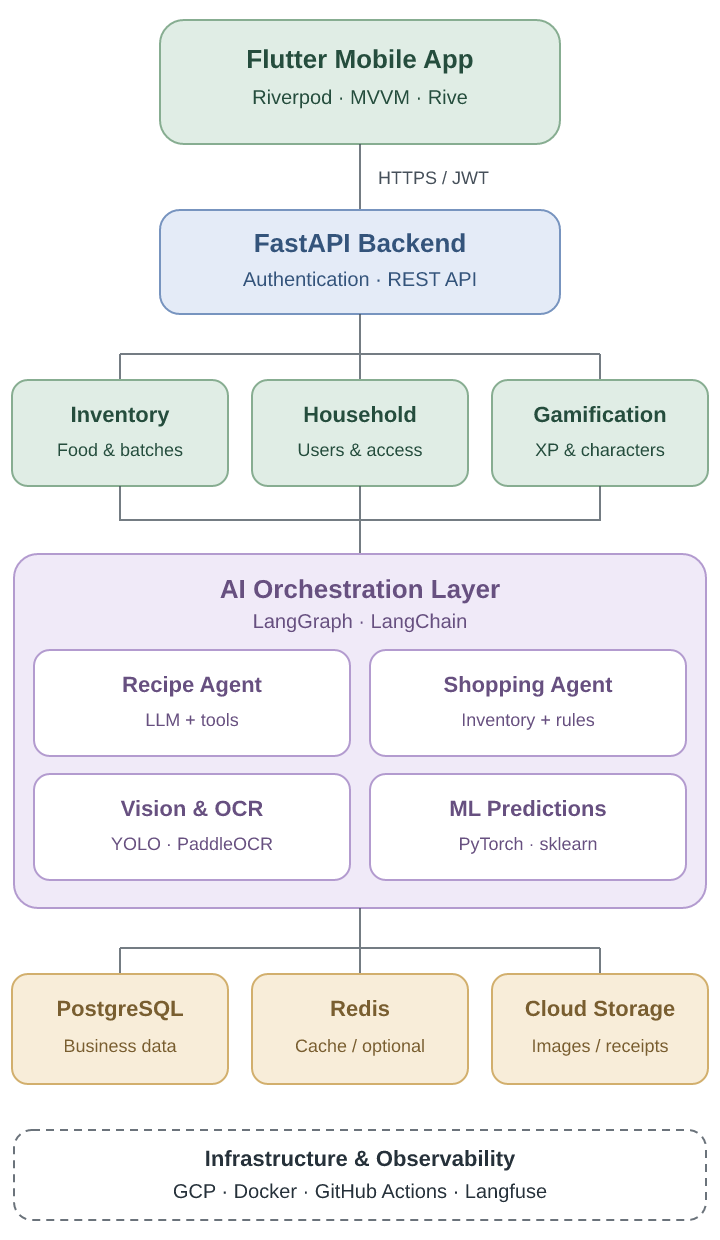 Flutter Mobile App
Riverpod · MVVM · Rive
HTTPS / JWT
FastAPI Backend
Authentication · REST API
Inventory
Food & batches
Household
Users & access
Gamification
XP & characters
AI Orchestration Layer
LangGraph · LangChain
Recipe Agent
LLM + tools
Shopping Agent
Inventory + rules
Vision & OCR
YOLO · PaddleOCR
ML Predictions
PyTorch · sklearn
PostgreSQL
Business data
Redis
Cache / optional
Cloud Storage
Images / receipts
Infrastructure & Observability
GCP · Docker · GitHub Actions · Langfuse